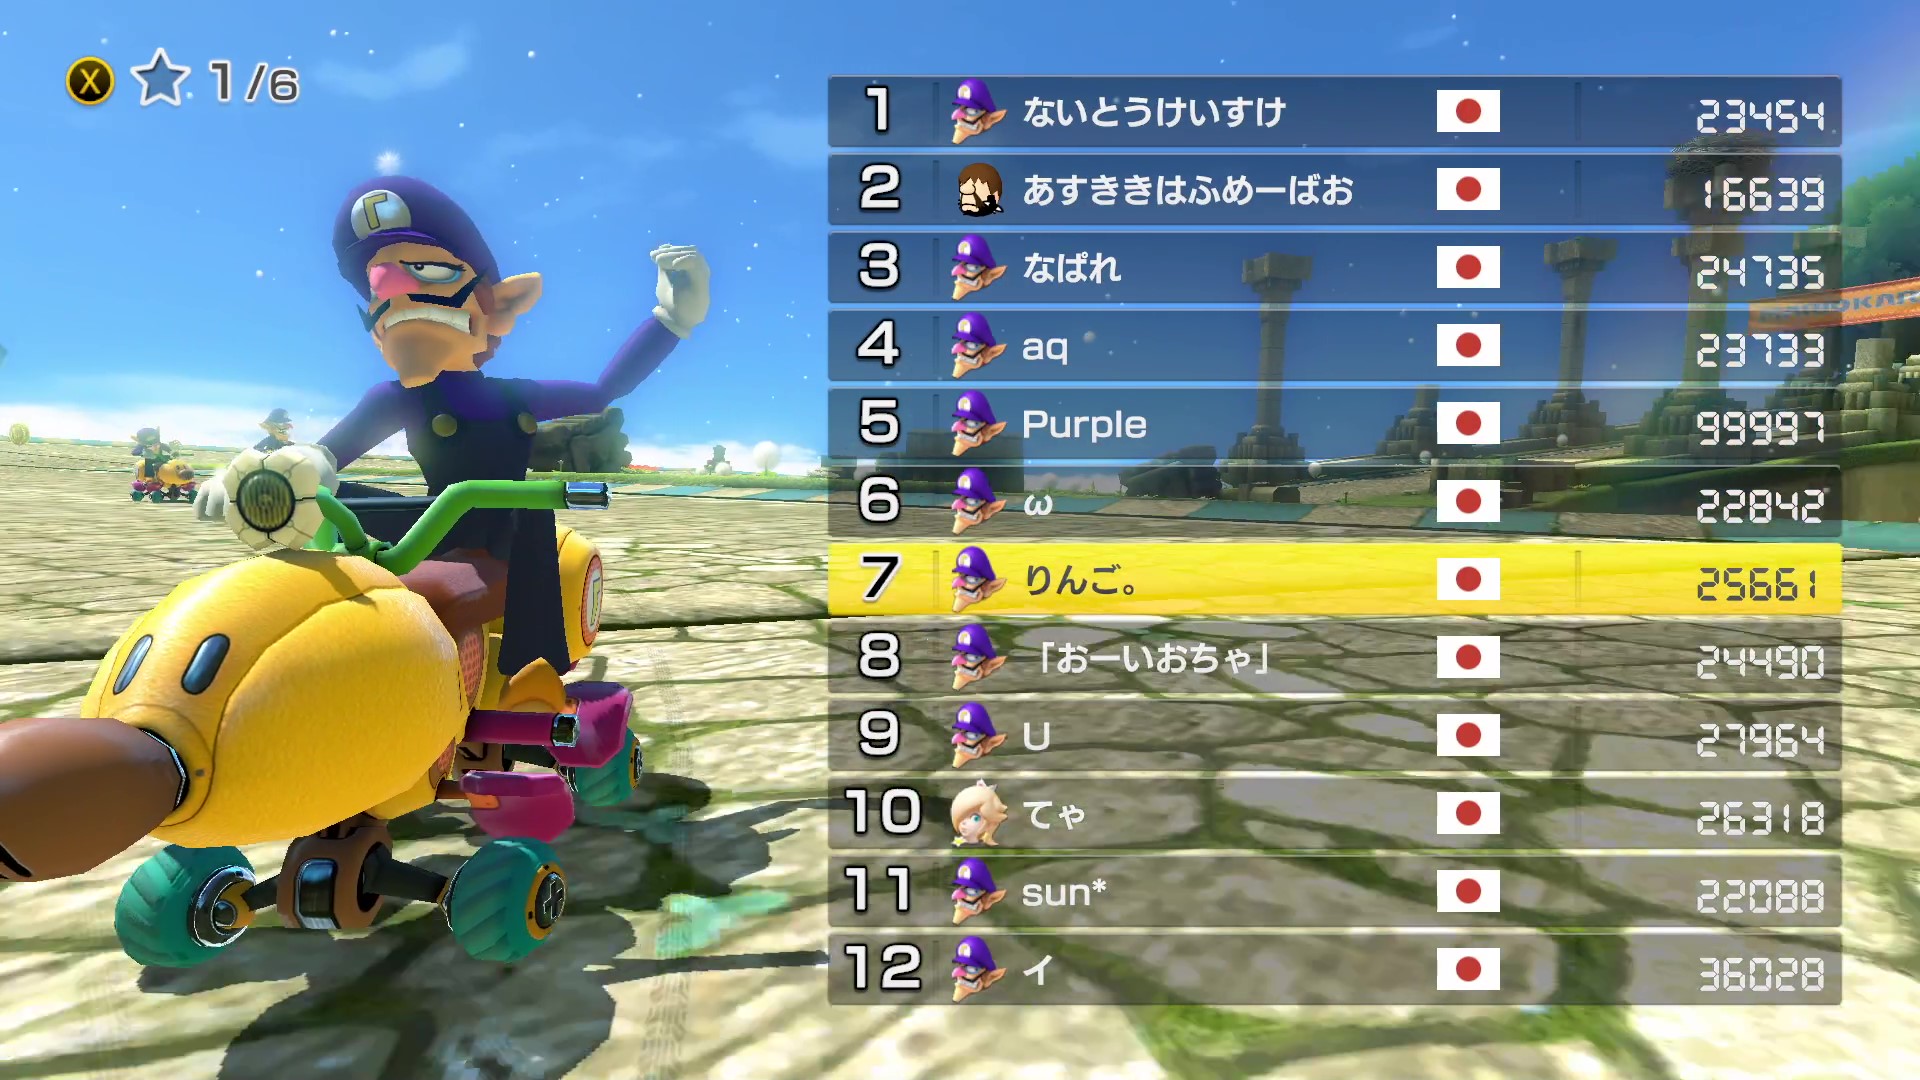 X 1/6
1 ないとうけいすけ 23454
2 あすききはふめーばお 16639
3 なぱれ 24735
4 aq 23733
5 Purple 99997
6 ω 22842
7 りんご。 25661
8 「おーいおちゃ」 24490
9 U 27964
10 てゃ 26318
11 sun* 22088
12 イ 36028
MARIOKAR